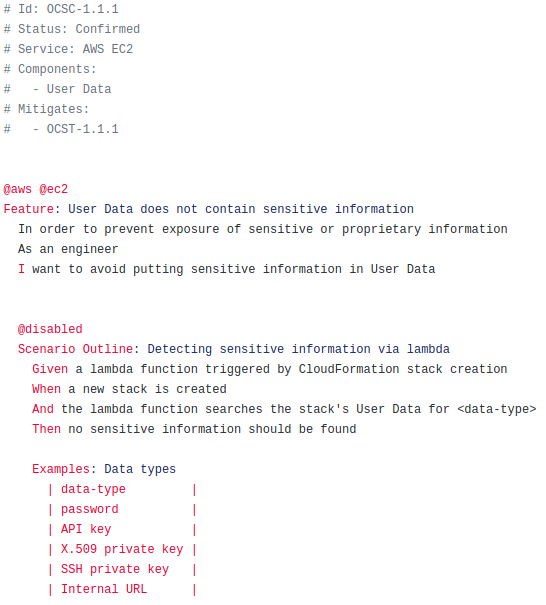 # Id: OCSC-1.1.1
# Status: Confirmed
# Service: AWS EC2
# Components:
#   - User Data
# Mitigates:
#   - OCST-1.1.1
@aws @ec2
Feature: User Data does not contain sensitive information
  In order to prevent exposure of sensitive or proprietary information
  As an engineer
  I want to avoid putting sensitive information in User Data
  @disabled
  Scenario Outline: Detecting sensitive information via lambda
    Given a lambda function triggered by CloudFormation stack creation
    When a new stack is created
    And the lambda function searches the stack's User Data for <data-type>
    Then no sensitive information should be found
    Examples: Data types
      | data-type         |
      | password          |
      | API key           |
      | X.509 private key |
      | SSH private key   |
      | Internal URL      |